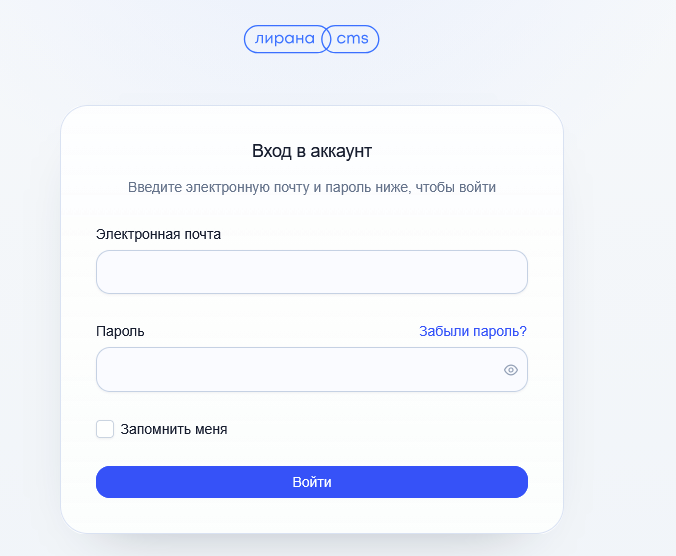 лирана cms
Вход в аккаунт
Введите электронную почту и пароль ниже, чтобы войти
Электронная почта
Пароль
Забыли пароль?
Запомнить меня
Войти